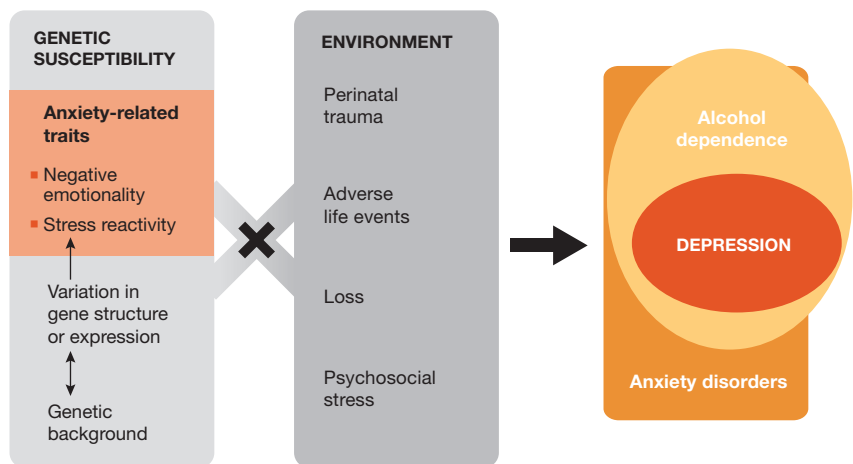 GENETIC
SUSCEPTIBILITY
Anxiety-related
traits
Negative
emotionality
Stress reactivity
Variation in
gene structure
or expression
Genetic
background
ENVIRONMENT
Perinatal
trauma
Adverse
life events
Loss
Psychosocial
stress
Alcohol
dependence
DEPRESSION
Anxiety disorders